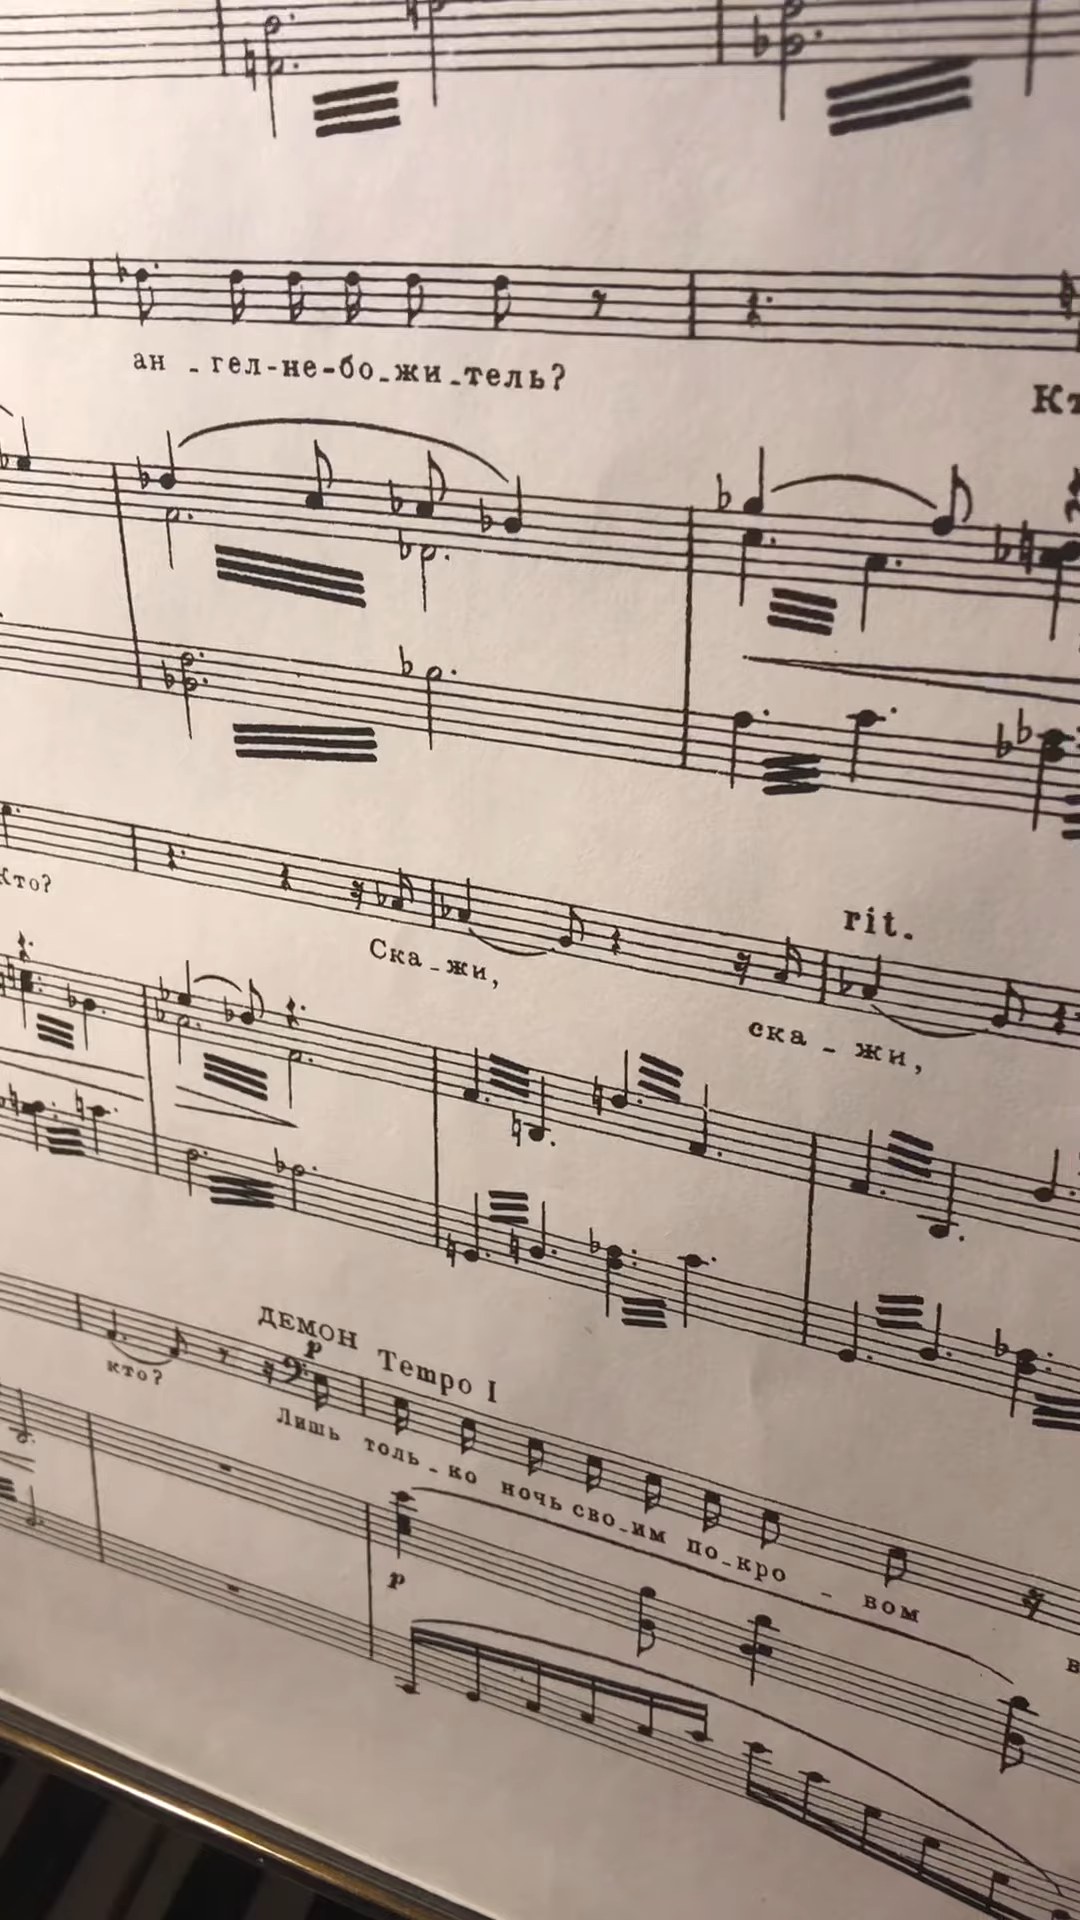 ан - гел-не-бо-жи-тель?
Кто?
rit.
Ска-жи,
ска - жи,
ДЕМОН Tempo I
p
кто?
Лишь толь-ко ночь сво-им по-кро - вом
p